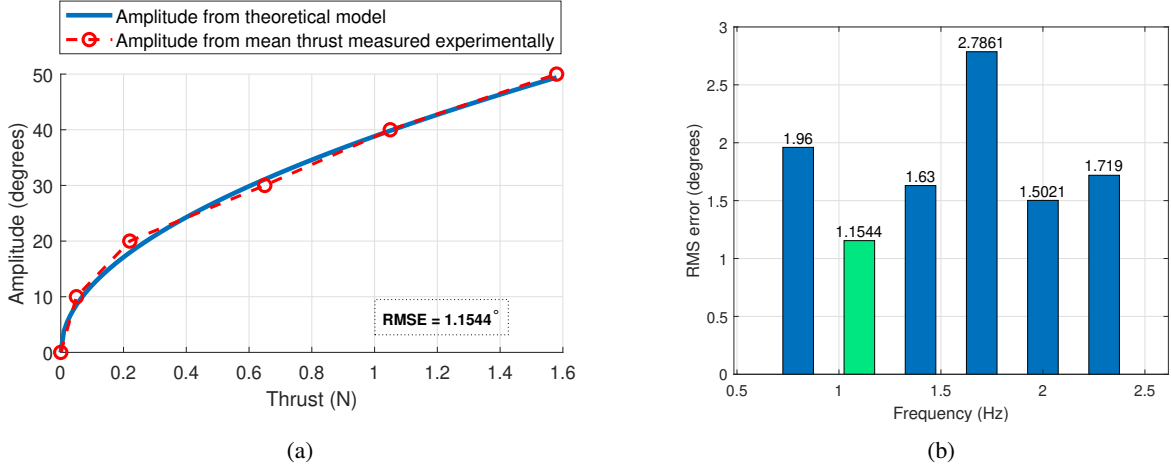 Amplitude from theoretical model
Amplitude from mean thrust measured experimentally
50
40
30
20
10
0
Amplitude (degrees)
RMSE = 1.1544°
0 0.2 0.4 0.6 0.8 1 1.2 1.4 1.6
Thrust (N)
(a)
3
2.5
2
1.5
1
0.5
0
RMS error (degrees)
1.96
1.1544
1.63
2.7861
1.5021
1.719
0.5 1 1.5 2 2.5
Frequency (Hz)
(b)